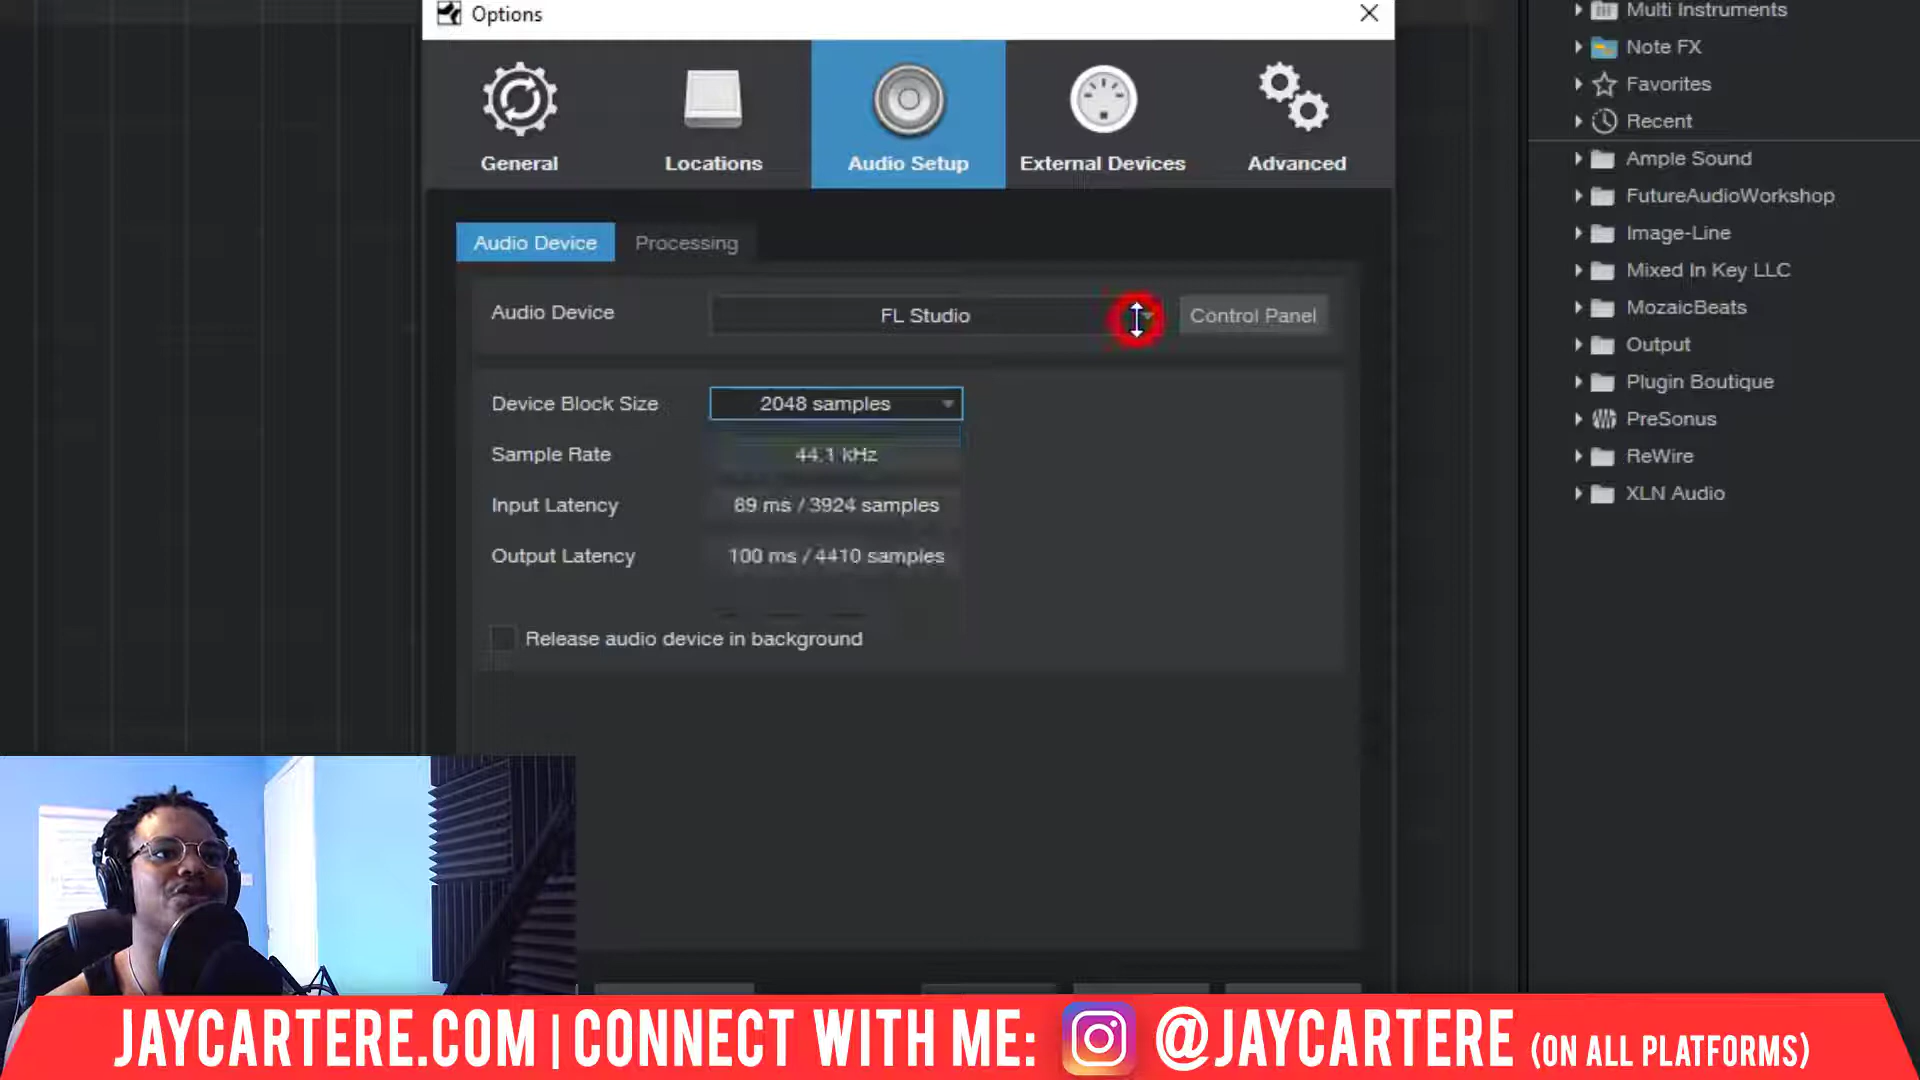 Options
General
Locations
Audio Setup
External Devices
Advanced
Audio Device
Processing
Audio Device
FL Studio
Control Panel
Device Block Size
2048 samples
Sample Rate
44.1 kHz
Input Latency
89 ms / 3924 samples
Output Latency
100 ms / 4410 samples
Release audio device in background
Multi Instruments
Note FX
Favorites
Recent
Ample Sound
FutureAudioWorkshop
Image-Line
Mixed In Key LLC
MozaicBeats
Output
Plugin Boutique
PreSonus
ReWire
XLN Audio
JAYCARTERE.COM | CONNECT WITH ME: @JAYCARTERE (ON ALL PLATFORMS)